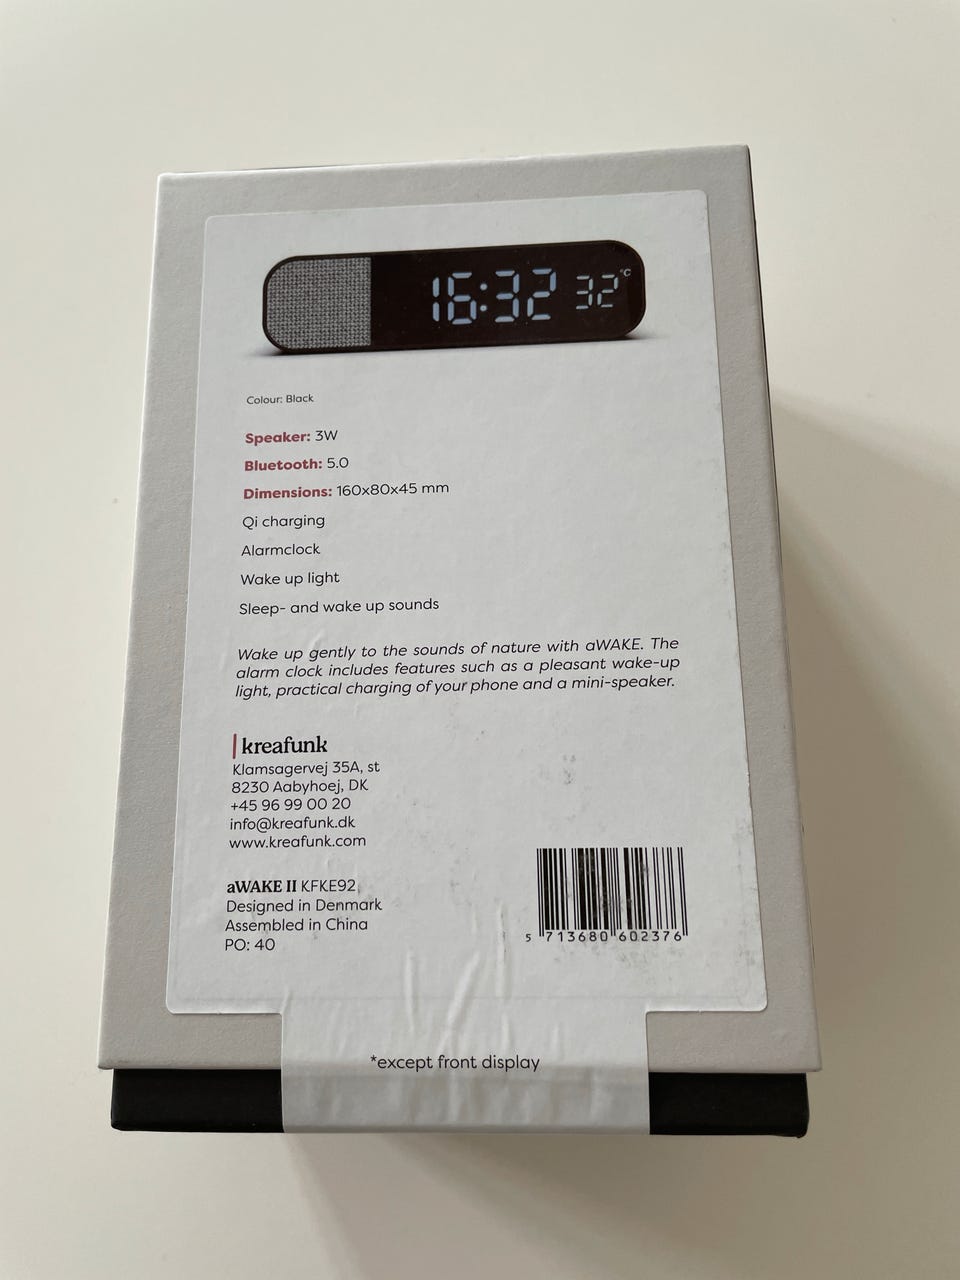 16:32 32°C
Colour: Black
Speaker: 3W
Bluetooth: 5.0
Dimensions: 160x80x45 mm
Qi charging
Alarmclock
Wake up light
Sleep- and wake up sounds
Wake up gently to the sounds of nature with aWAKE. The
alarm clock includes features such as a pleasant wake-up
light, practical charging of your phone and a mini-speaker.
kreafunk
Klamsagervej 35A, st
8230 Aabyhoej, DK
+45 96 99 00 20
info@kreafunk.dk
www.kreafunk.com
aWAKE II KFKE92
Designed in Denmark
Assembled in China
PO: 40
5 713680 602376
*except front display